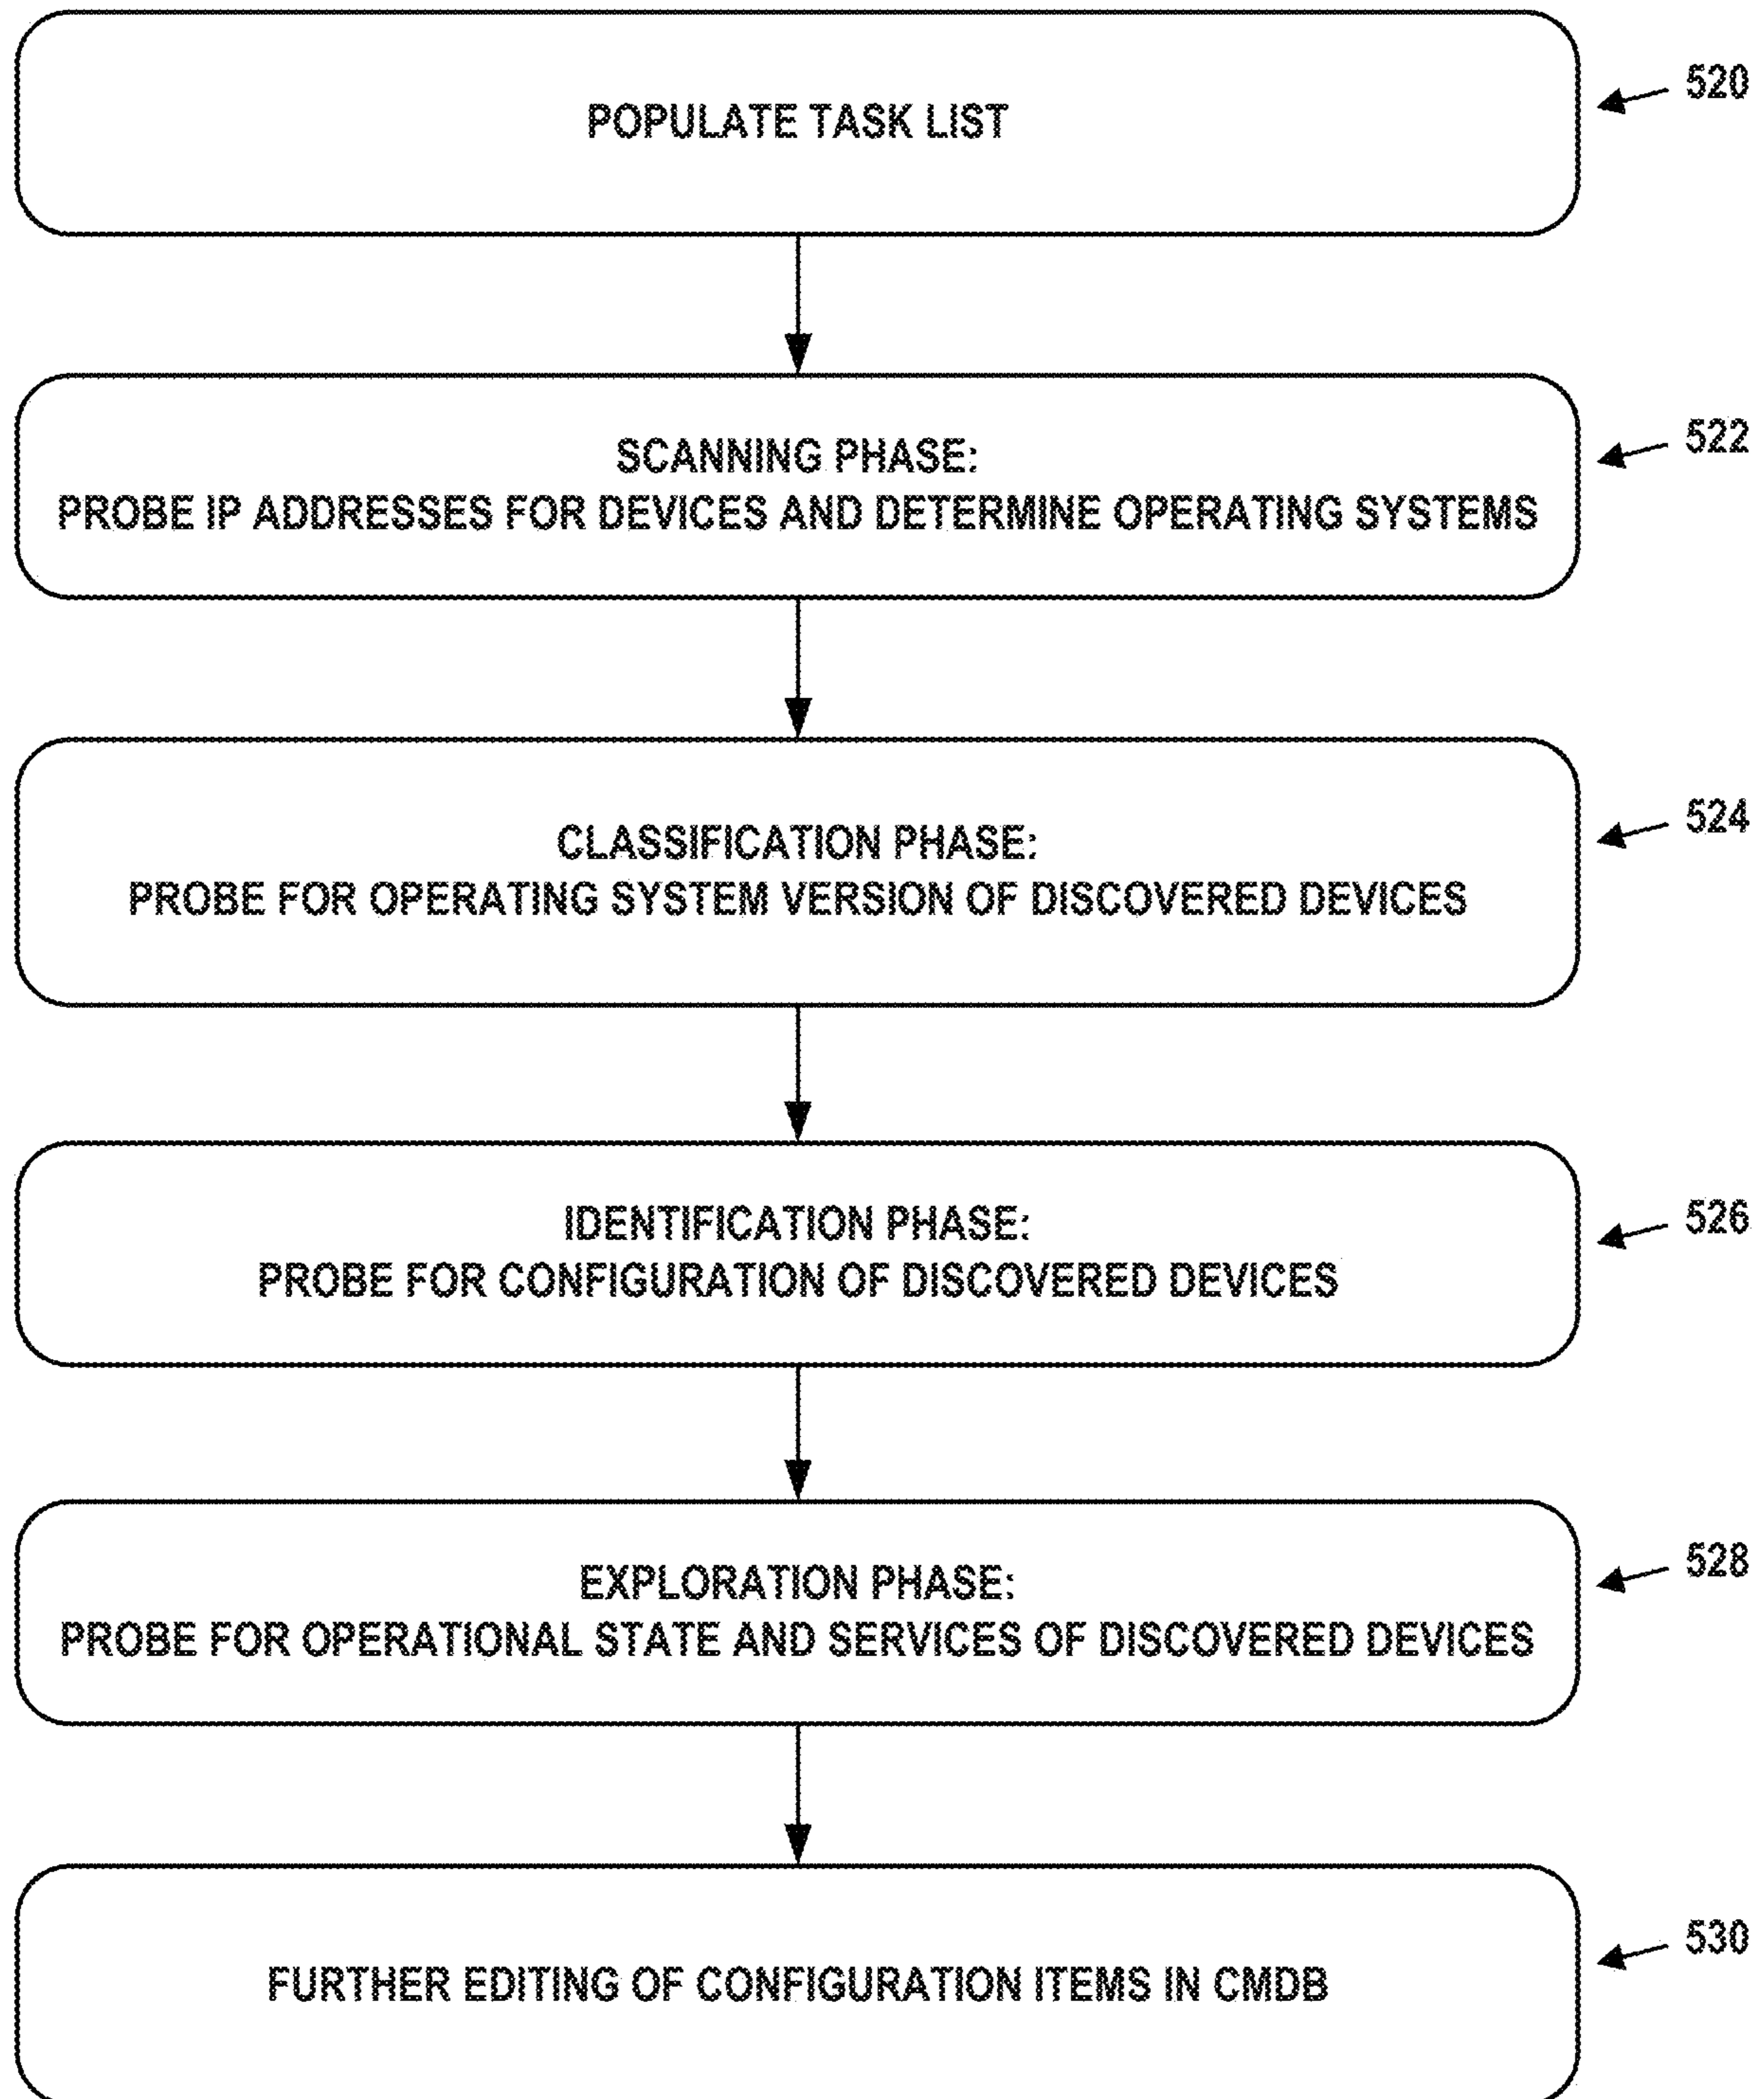 POPULATE TASK LIST
520
SCANNING PHASE:
PROBE IP ADDRESSES FOR DEVICES AND DETERMINE OPERATING SYSTEMS
522
CLASSIFICATION PHASE:
PROBE FOR OPERATING SYSTEM VERSION OF DISCOVERED DEVICES
524
IDENTIFICATION PHASE:
PROBE FOR CONFIGURATION OF DISCOVERED DEVICES
526
EXPLORATION PHASE:
PROBE FOR OPERATIONAL STATE AND SERVICES OF DISCOVERED DEVICES
528
FURTHER EDITING OF CONFIGURATION ITEMS IN CMDB
530